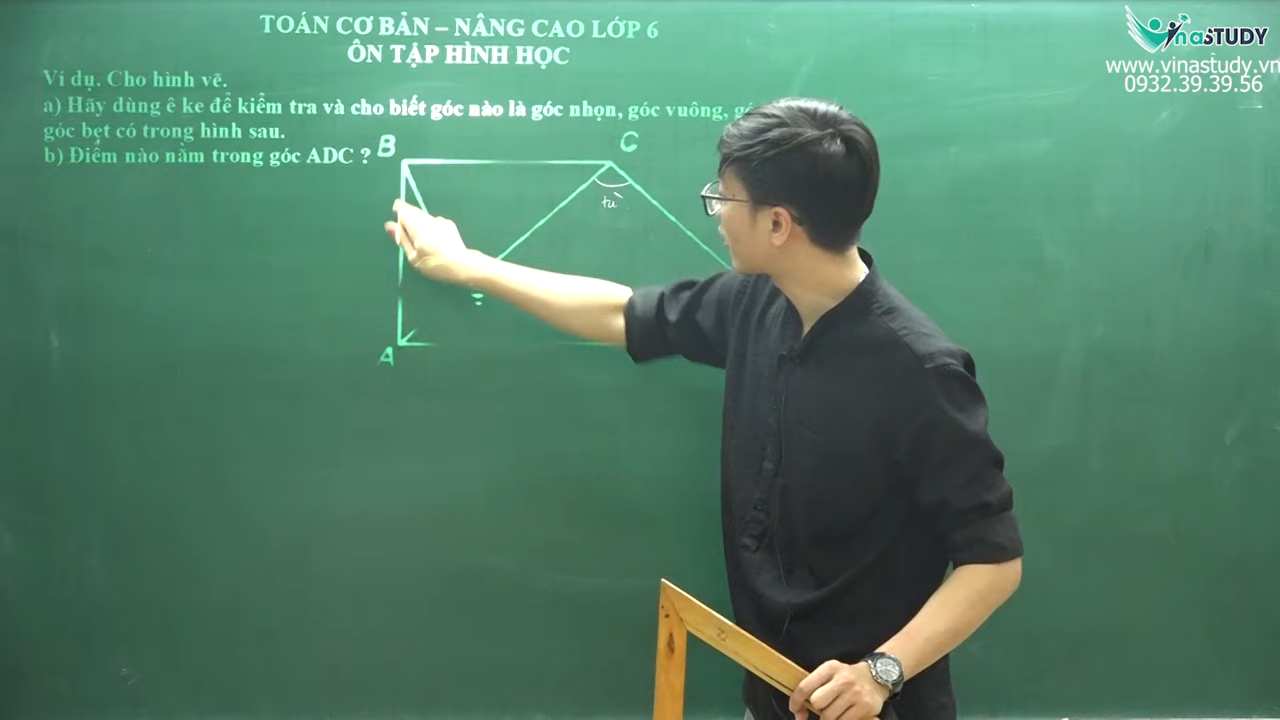 TOÁN CƠ BẢN – NÂNG CAO LỚP 6
ÔN TẬP HÌNH HỌC
VinaSTUDY
www.vinastudy.vn
0932.39.39.56
Ví dụ. Cho hình vẽ.
a) Hãy dùng ê ke để kiểm tra và cho biết góc nào là góc nhọn, góc vuông,
góc bẹt có trong hình sau.
b) Điểm nào nằm trong góc ADC ?
B
C
tù
A